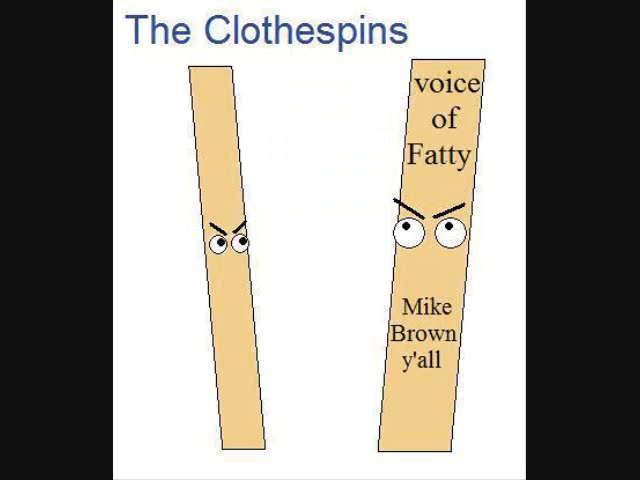 The Clothespins
voice
of
Fatty
Mike
Brown
y'all